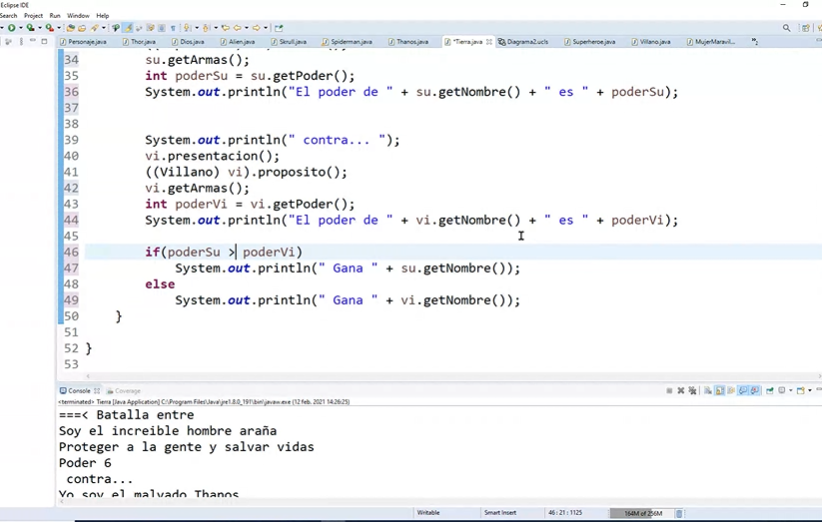 Eclipse IDE
Search Project Run Window Help
Personaje.java Thor.java Dios.java Alien.java Skrull.java Spiderman.java Thanos.java *Tierra.java Diagrama2.ucls Superheroe.java Villano.java MujerMaravil...
34 su.getArmas();
35 int poderSu = su.getPoder();
36 System.out.println("El poder de " + su.getNombre() + " es " + poderSu);
37
38
39 System.out.println(" contra... ");
40 vi.presentacion();
41 ((Villano) vi).proposito();
42 vi.getArmas();
43 int poderVi = vi.getPoder();
44 System.out.println("El poder de " + vi.getNombre() + " es " + poderVi);
45
46 if(poderSu > poderVi)
47 System.out.println(" Gana " + su.getNombre());
48 else
49 System.out.println(" Gana " + vi.getNombre());
50 }
51
52 }
53
Console Coverage
<terminated> Tierra [Java Application] C:\Program Files\Java\jre1.8.0_191\bin\javaw.exe (12 feb. 2021 14:26:25)
===< Batalla entre
Soy el increible hombre araña
Proteger a la gente y salvar vidas
Poder 6
contra...
Yo soy el malvado Thanos
Writable Smart Insert 46 : 21 : 1125 164M of 256M